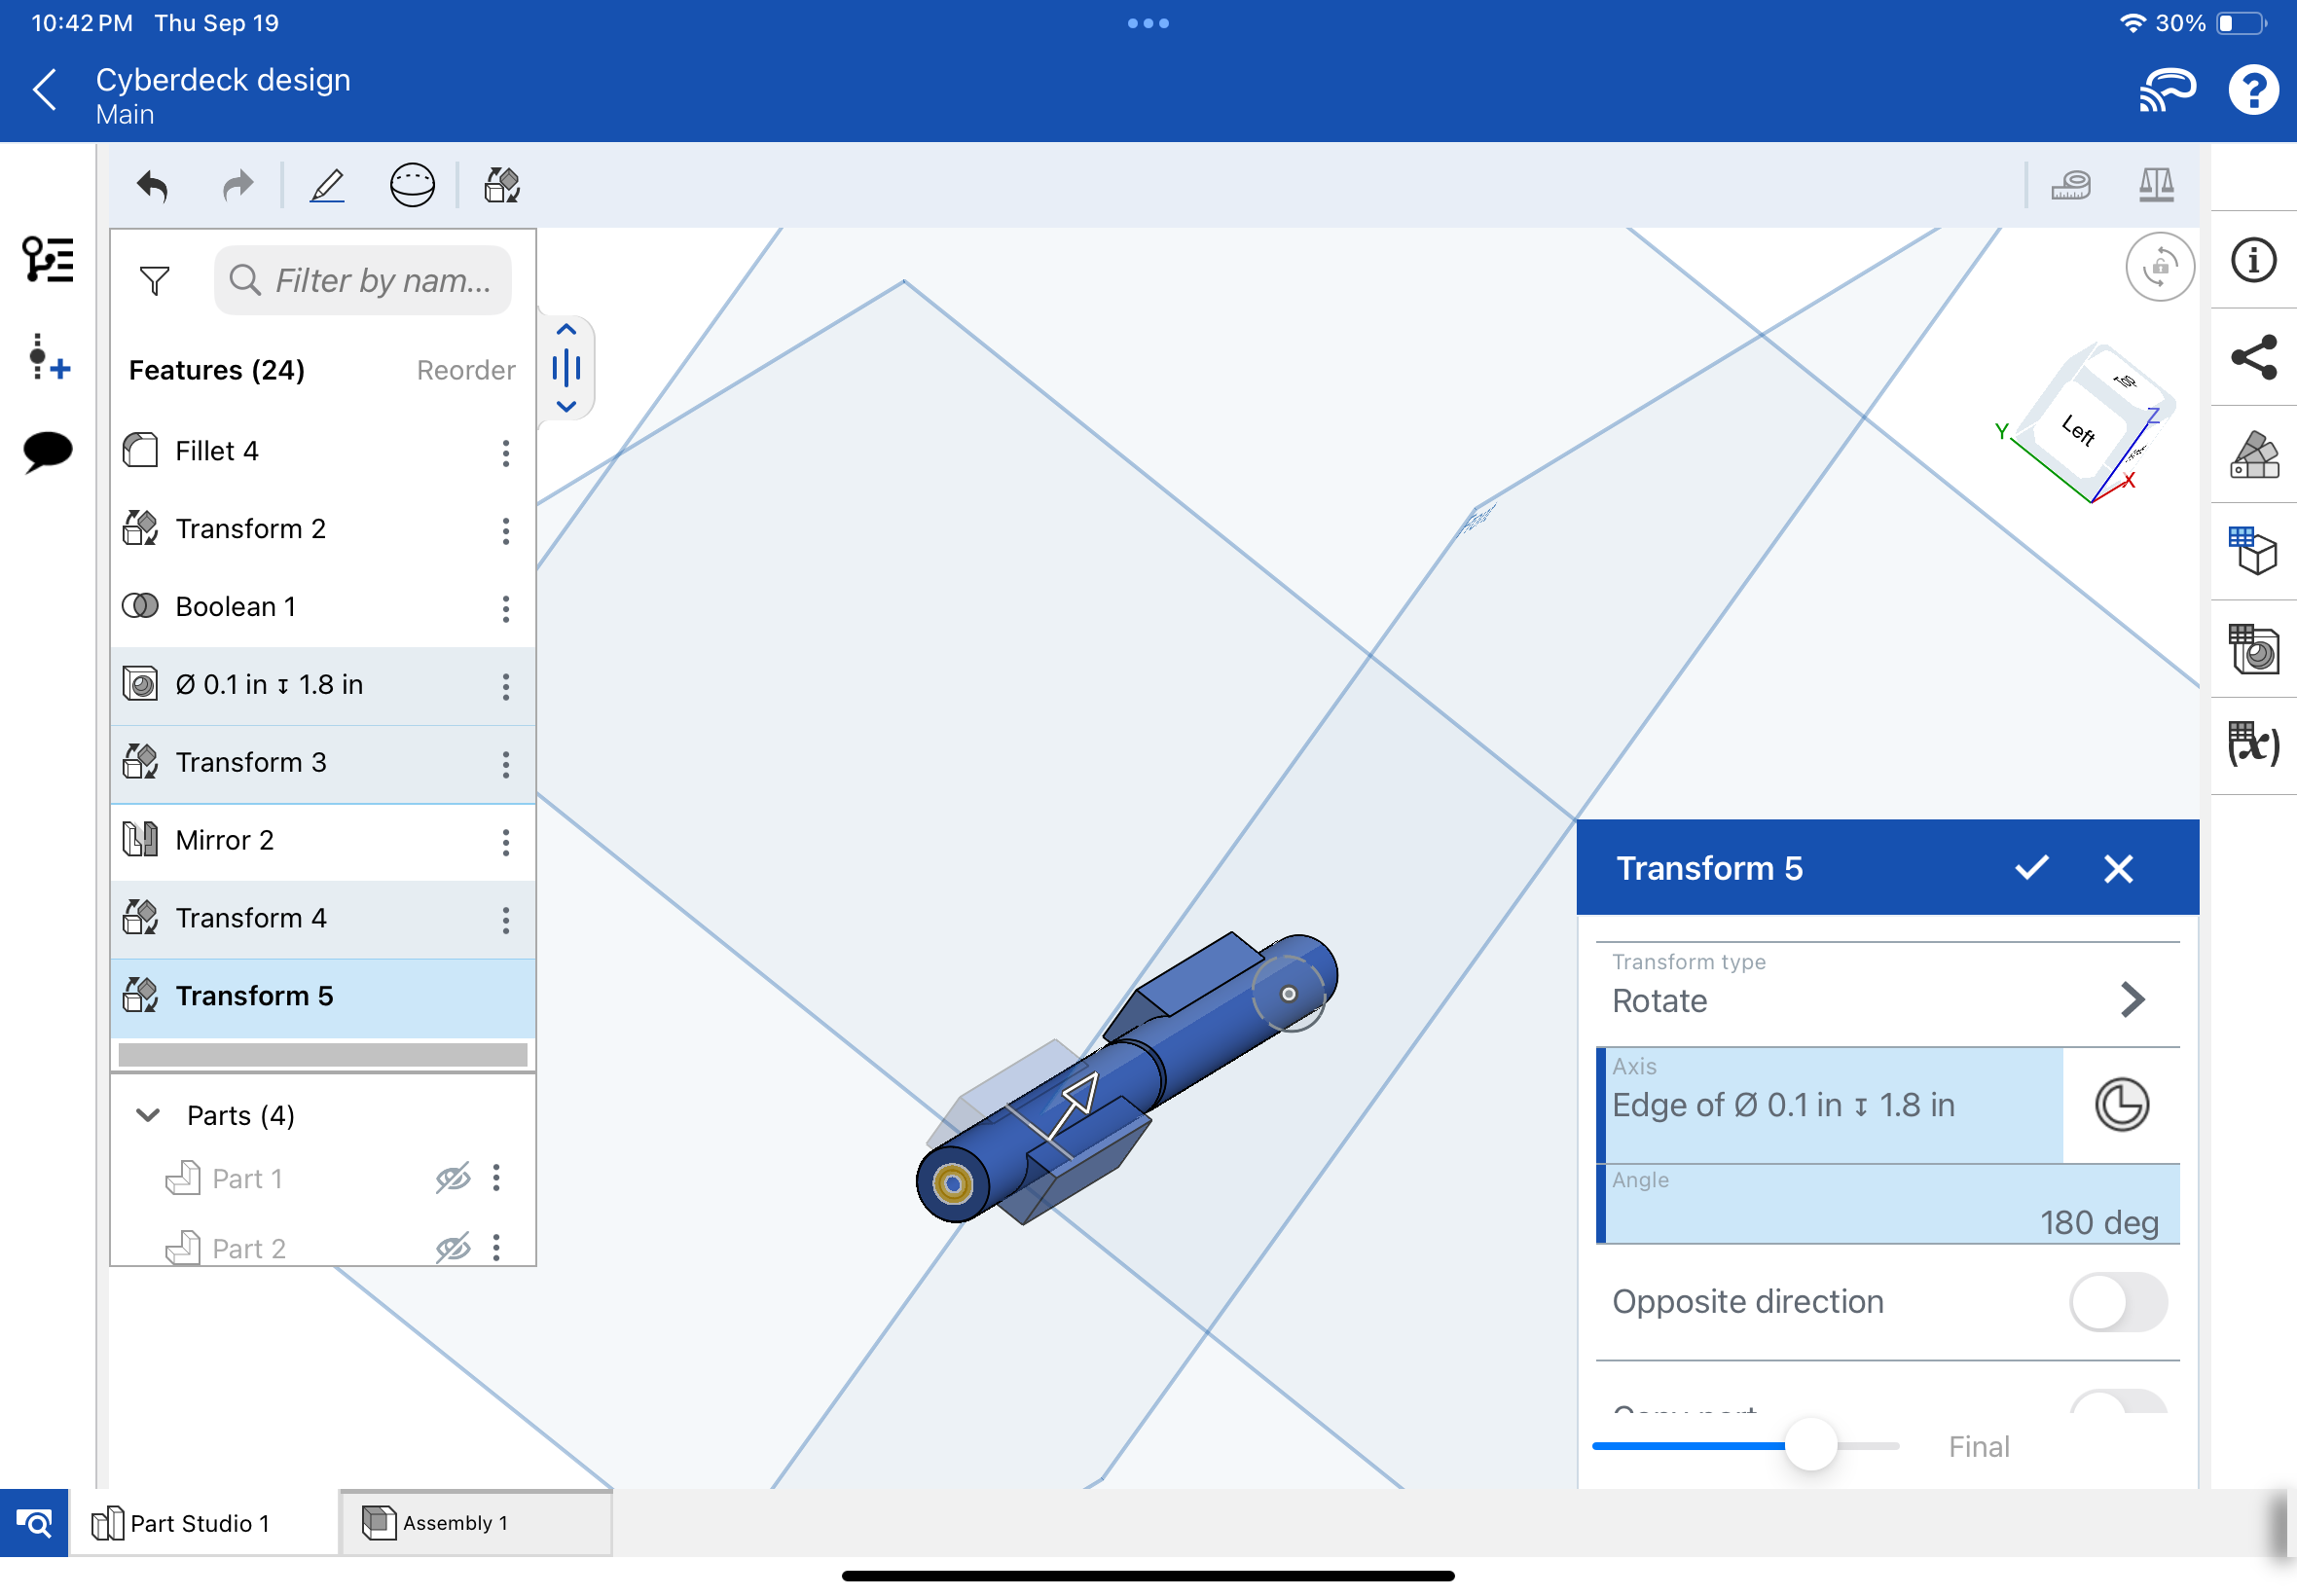 10:42 PM Thu Sep 19
30%
Cyberdeck design
Main
Filter by nam...
Features (24) Reorder
Fillet 4
Transform 2
Boolean 1
Ø 0.1 in ↧ 1.8 in
Transform 3
Mirror 2
Transform 4
Transform 5
Parts (4)
Part 1
Part 2
Top
Left
Z
Y
X
(x)
Transform 5
Transform type
Rotate
Axis
Edge of Ø 0.1 in ↧ 1.8 in
Angle
180 deg
Opposite direction
Copy part
Final
Part Studio 1
Assembly 1